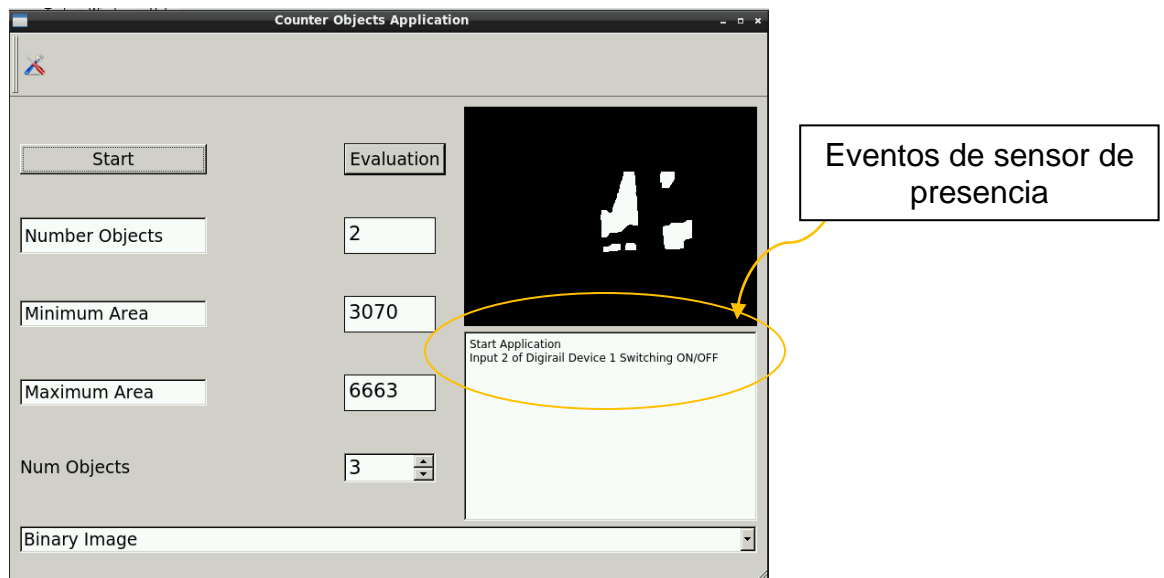 Counter Objects Application
Start
Evaluation
Number Objects
2
Minimum Area
3070
Maximum Area
6663
Num Objects
3
Binary Image
Start Application
Input 2 of Digirail Device 1 Switching ON/OFF
Eventos de sensor de
presencia